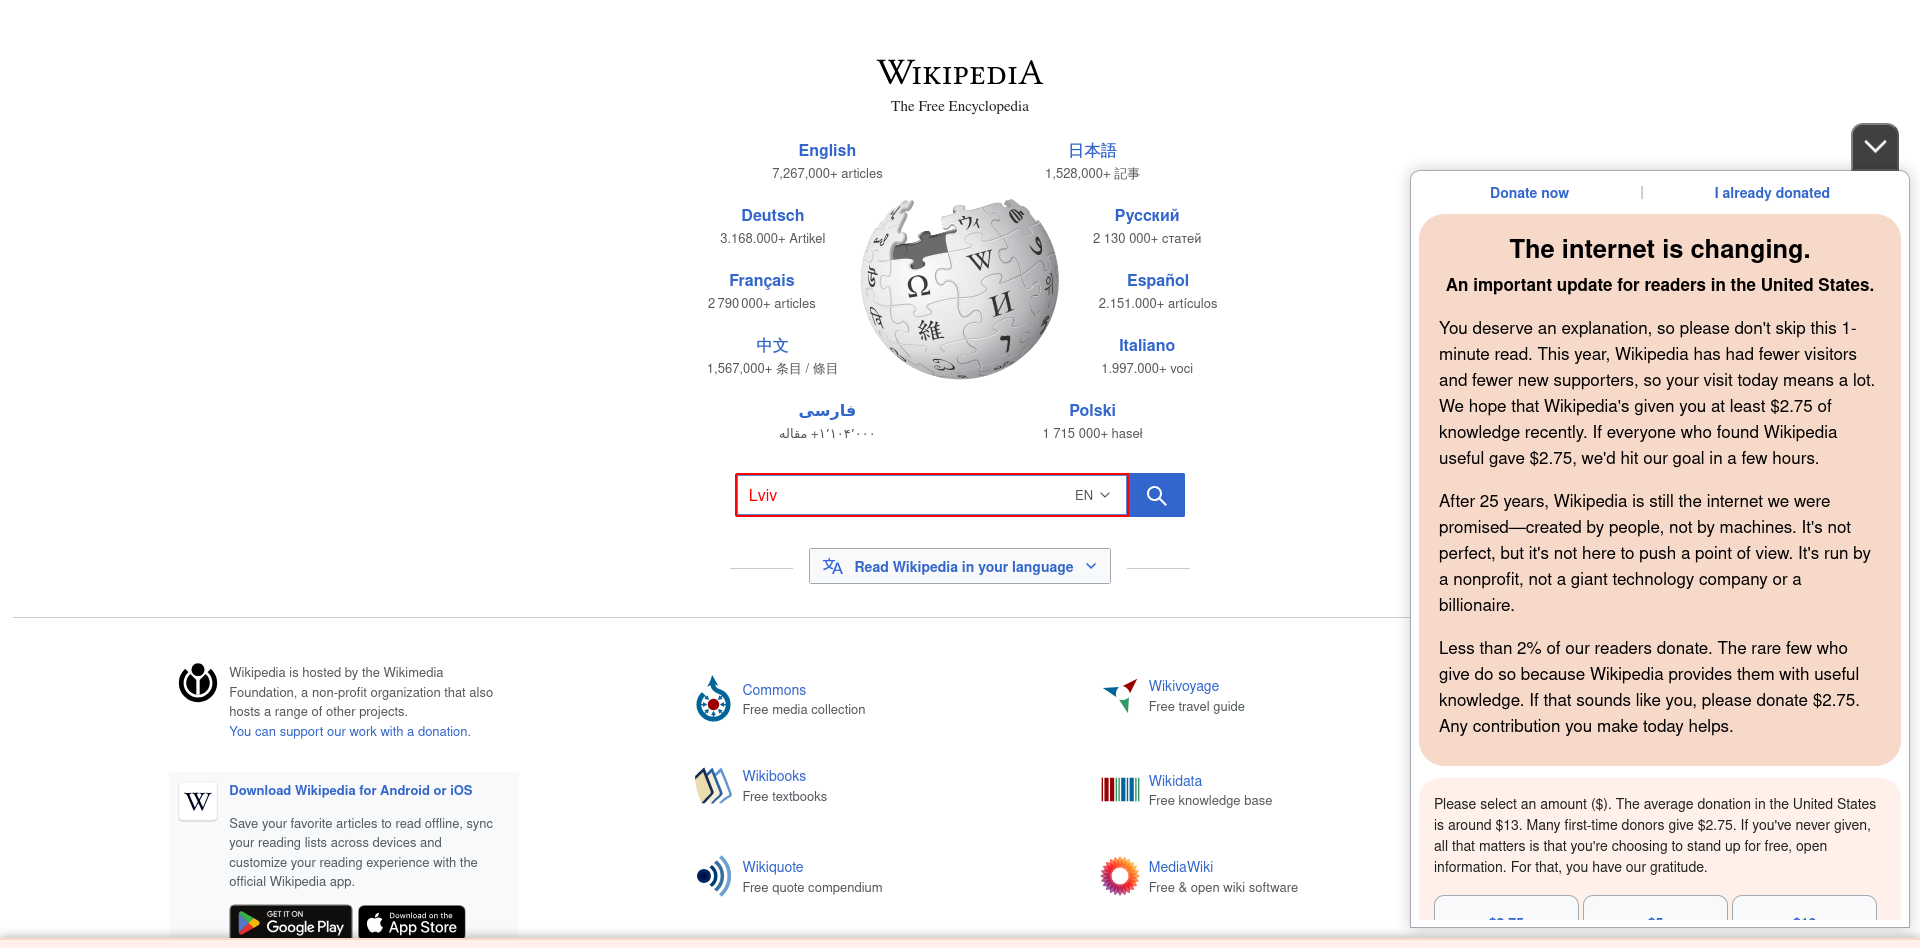 WIKIPEDIA
The Free Encyclopedia
English
7,267,000+ articles
日本語
1,528,000+ 記事
Deutsch
3.168.000+ Artikel
Русский
2 130 000+ статей
Français
2 790 000+ articles
Español
2.151.000+ artículos
中文
1,567,000+ 条目 / 條目
Italiano
1.997.000+ voci
فارسی
۱٬۱۰۴٬۰۰۰+ مقاله
Polski
1 715 000+ haseł
Lviv
EN
Read Wikipedia in your language
Wikipedia is hosted by the Wikimedia
Foundation, a non-profit organization that also
hosts a range of other projects.
You can support our work with a donation.
Download Wikipedia for Android or iOS
Save your favorite articles to read offline, sync
your reading lists across devices and
customize your reading experience with the
official Wikipedia app.
GET IT ON
Google Play
Download on the
App Store
Commons
Free media collection
Wikivoyage
Free travel guide
Wikibooks
Free textbooks
Wikidata
Free knowledge base
Wikiquote
Free quote compendium
MediaWiki
Free & open wiki software
Donate now | I already donated
The internet is changing.
An important update for readers in the United States.
You deserve an explanation, so please don't skip this 1-
minute read. This year, Wikipedia has had fewer visitors
and fewer new supporters, so your visit today means a lot.
We hope that Wikipedia's given you at least $2.75 of
knowledge recently. If everyone who found Wikipedia
useful gave $2.75, we'd hit our goal in a few hours.
After 25 years, Wikipedia is still the internet we were
promised—created by people, not by machines. It's not
perfect, but it's not here to push a point of view. It's run by
a nonprofit, not a giant technology company or a
billionaire.
Less than 2% of our readers donate. The rare few who
give do so because Wikipedia provides them with useful
knowledge. If that sounds like you, please donate $2.75.
Any contribution you make today helps.
Please select an amount ($). The average donation in the United States
is around $13. Many first-time donors give $2.75. If you've never given,
all that matters is that you're choosing to stand up for free, open
information. For that, you have our gratitude.